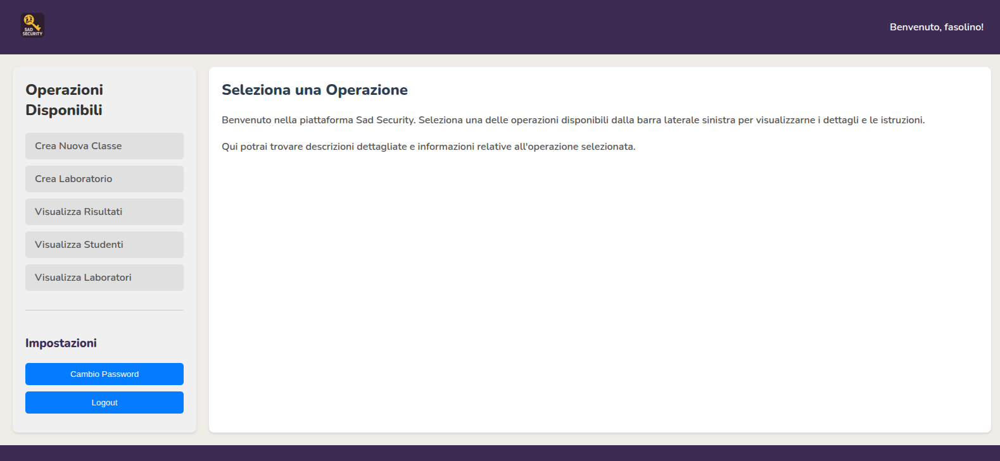 SAD
SECURITY
Benvenuto, fasolino!
Operazioni
Disponibili
Crea Nuova Classe
Crea Laboratorio
Visualizza Risultati
Visualizza Studenti
Visualizza Laboratori
Impostazioni
Cambio Password
Logout
Seleziona una Operazione
Benvenuto nella piattaforma Sad Security. Seleziona una delle operazioni disponibili dalla barra laterale sinistra per visualizzarne i dettagli e le istruzioni.
Qui potrai trovare descrizioni dettagliate e informazioni relative all'operazione selezionata.